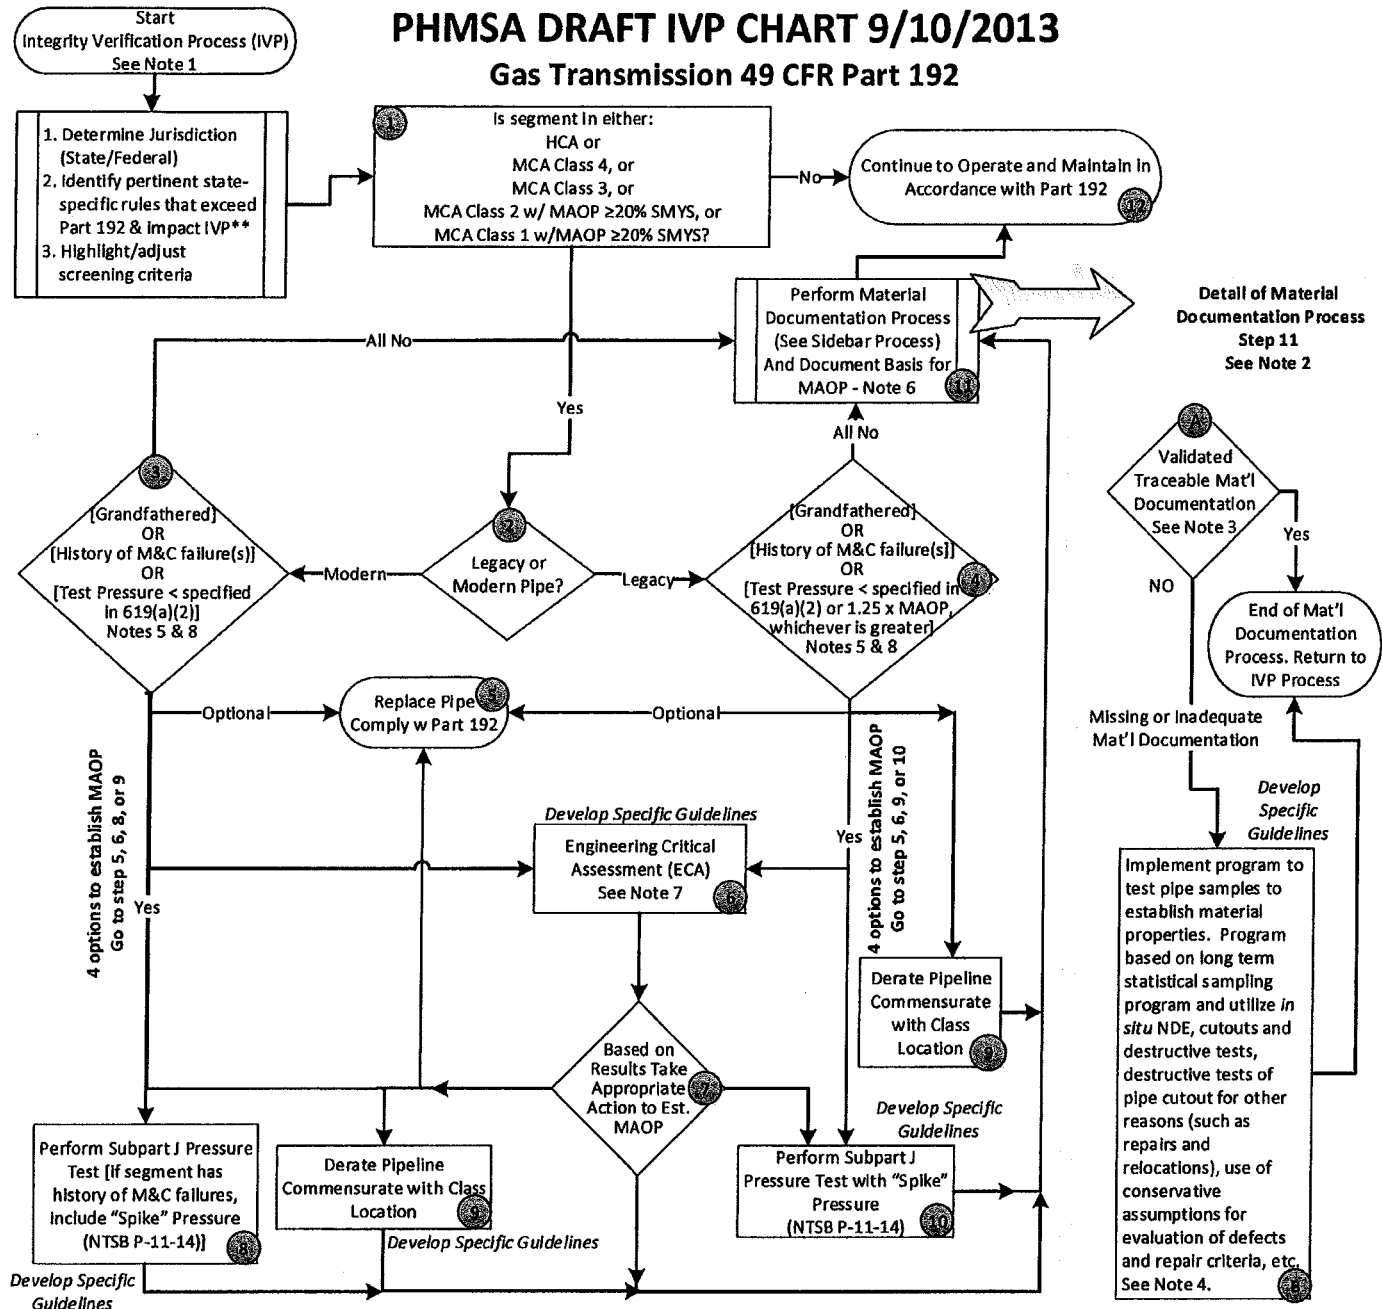 PHMSA DRAFT IVP CHART 9/10/2013
Gas Transmission 49 CFR Part 192
Start
Integrity Verification Process (IVP)
See Note 1
1. Determine Jurisdiction
(State/Federal)
2. Identify pertinent state-
specific rules that exceed
Part 192 & impact IVP**
3. Highlight/adjust
screening criteria
1
Is segment in either:
HCA or
MCA Class 4, or
MCA Class 3, or
MCA Class 2 w/ MAOP ≥20% SMYS, or
MCA Class 1 w/MAOP ≥20% SMYS?
No
Continue to Operate and Maintain in
Accordance with Part 192
12
Perform Material
Documentation Process
(See Sidebar Process)
And Document Basis for
MAOP - Note 6
11
Detail of Material
Documentation Process
Step 11
See Note 2
All No
Yes
All No
3
[Grandfathered]
OR
[History of M&C failure(s)]
OR
[Test Pressure < specified
in 619(a)(2)]
Notes 5 & 8
Modern
2
Legacy or
Modern Pipe?
Legacy
[Grandfathered]
OR
[History of M&C failure(s)]
OR
[Test Pressure < specified in
619(a)(2) or 1.25 x MAOP,
whichever is greater]
Notes 5 & 8
4
A
Validated
Traceable Mat'l
Documentation
See Note 3
Yes
NO
End of Mat'l
Documentation
Process. Return to
IVP Process
Missing or Inadequate
Mat'l Documentation
Develop
Specific
Guidelines
Optional
Replace Pipe
Comply w Part 192
5
Optional
4 options to establish MAOP
Go to step 5, 6, 8, or 9
Yes
Develop Specific Guidelines
Engineering Critical
Assessment (ECA)
See Note 7
6
Yes
4 options to establish MAOP
Go to step 5, 6, 9, or 10
Derate Pipeline
Commensurate
with Class
Location
9
Based on
Results Take
Appropriate
Action to Est.
MAOP
7
Develop Specific
Guidelines
Perform Subpart J Pressure
Test [if segment has
history of M&C failures,
include "Spike" Pressure
(NTSB P-11-14)]
8
Develop Specific
Guidelines
Derate Pipeline
Commensurate with Class
Location
9
Develop Specific Guidelines
Perform Subpart J
Pressure Test with "Spike"
Pressure
(NTSB P-11-14)
10
Implement program to
test pipe samples to
establish material
properties. Program
based on long term
statistical sampling
program and utilize in
situ NDE, cutouts and
destructive tests,
destructive tests of
pipe cutout for other
reasons (such as
repairs and
relocations), use of
conservative
assumptions for
evaluation of defects
and repair criteria, etc.
See Note 4.